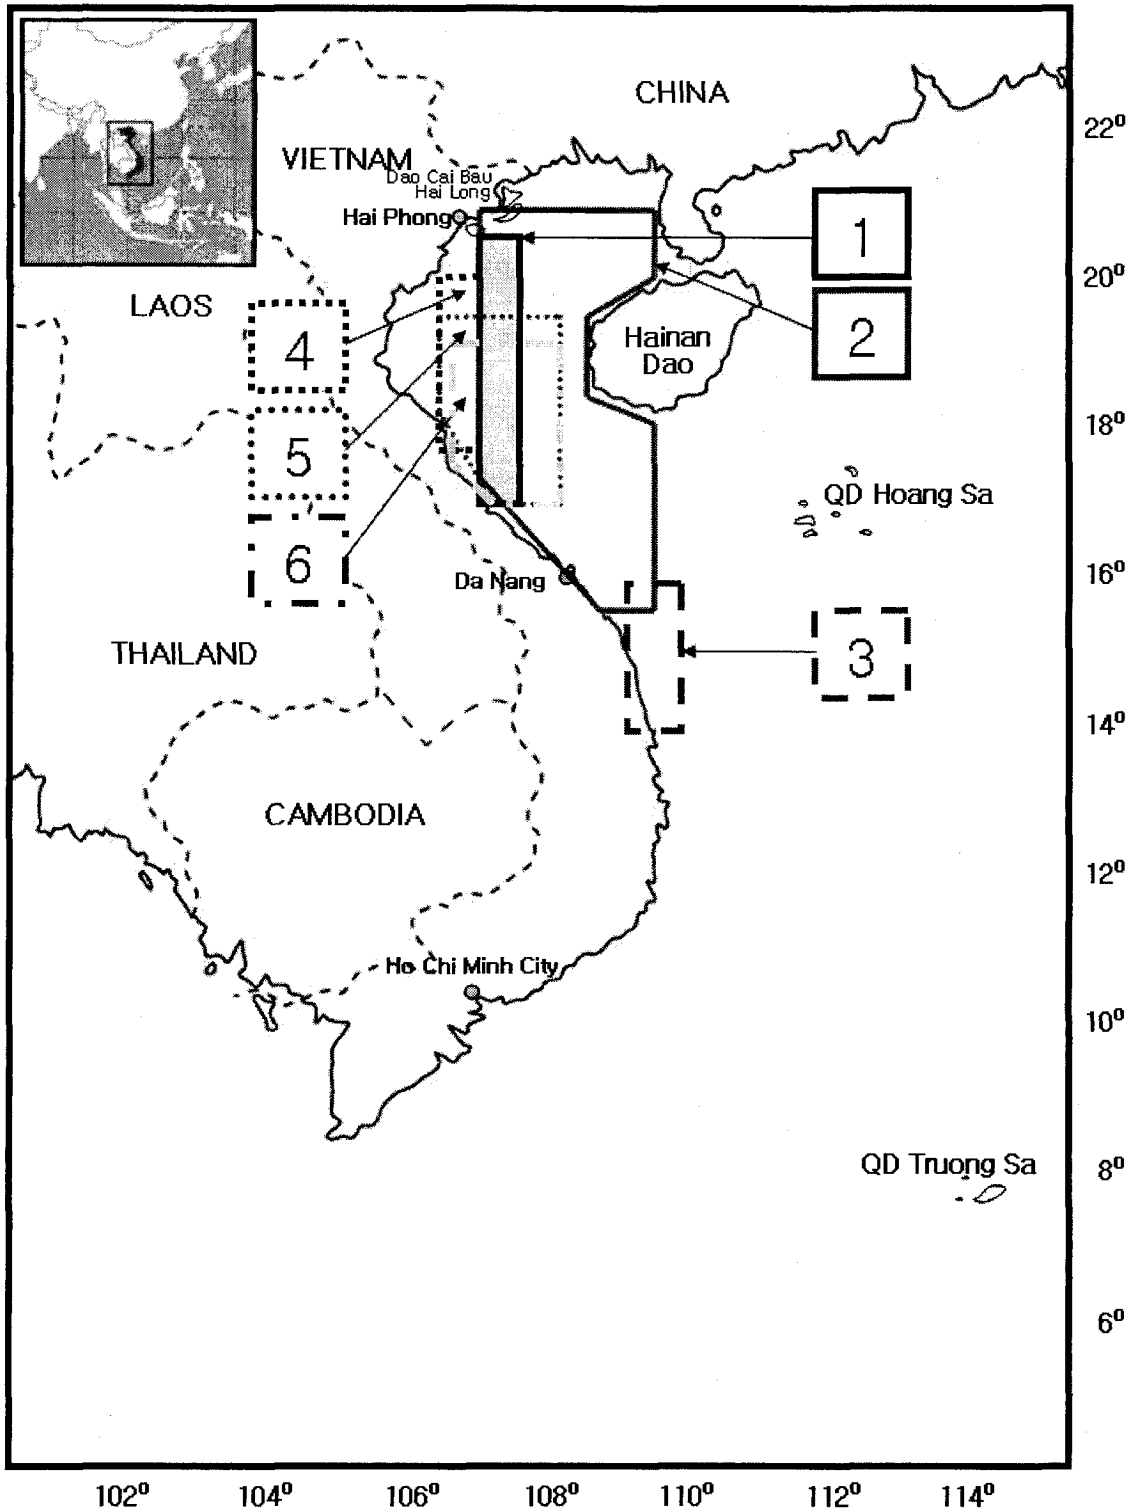 CHINA
22⁰
VIETNAM
Dao Cai Bau
Hai Long
Hai Phong
1
20⁰
LAOS
4
2
Hainan
Dao
18⁰
5
QD Hoang Sa
6
16⁰
Da Nang
THAILAND
3
14⁰
CAMBODIA
12⁰
Ho Chi Minh City
10⁰
QD Truong Sa
8⁰
6⁰
102⁰ 104⁰ 106⁰ 108⁰ 110⁰ 112⁰ 114⁰